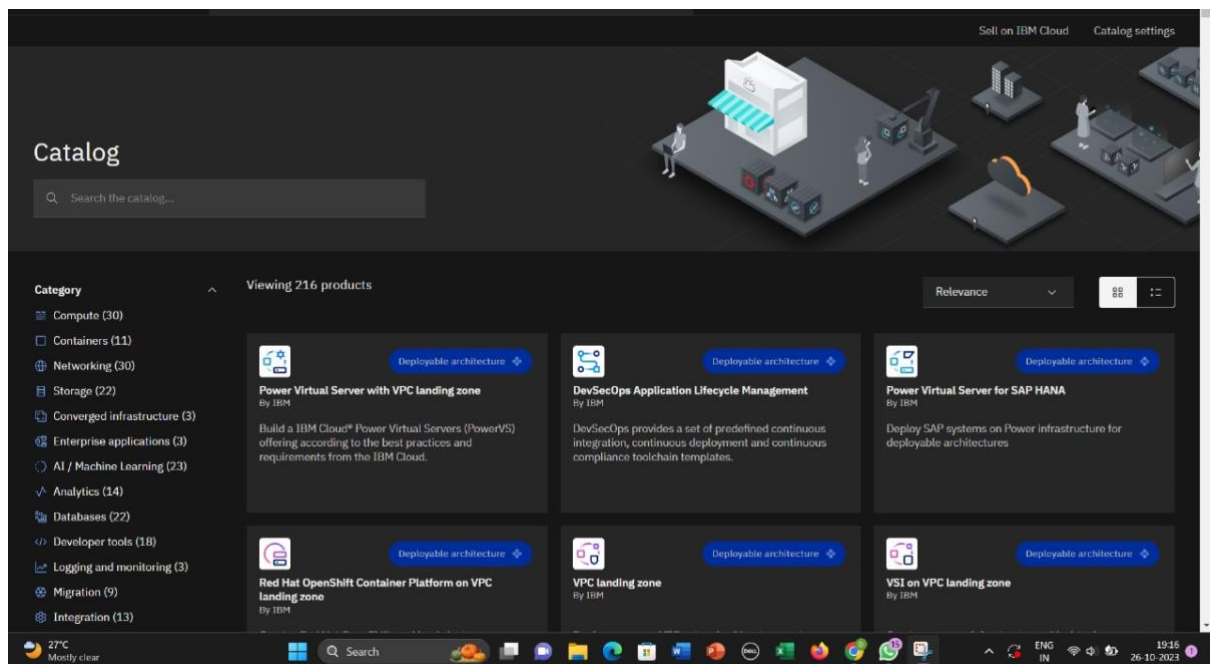 Sell on IBM Cloud Catalog settings
Catalog
Search the catalog...
Category
Compute (30)
Containers (11)
Networking (30)
Storage (22)
Converged infrastructure (3)
Enterprise applications (3)
AI / Machine Learning (23)
Analytics (14)
Databases (22)
Developer tools (18)
Logging and monitoring (3)
Migration (9)
Integration (13)
Viewing 216 products
Relevance
Deployable architecture
Power Virtual Server with VPC landing zone
By IBM
Build a IBM Cloud® Power Virtual Servers (PowerVS)
offering according to the best practices and
requirements from the IBM Cloud.
Deployable architecture
DevSecOps Application Lifecycle Management
By IBM
DevSecOps provides a set of predefined continuous
integration, continuous deployment and continuous
compliance toolchain templates.
Deployable architecture
Power Virtual Server for SAP HANA
By IBM
Deploy SAP systems on Power infrastructure for
deployable architectures
Deployable architecture
Red Hat OpenShift Container Platform on VPC
landing zone
By IBM
Deployable architecture
VPC landing zone
By IBM
Deployable architecture
VSI on VPC landing zone
By IBM
27°C
Mostly clear
Search
DELL
ENG
IN
19:16
26-10-2023